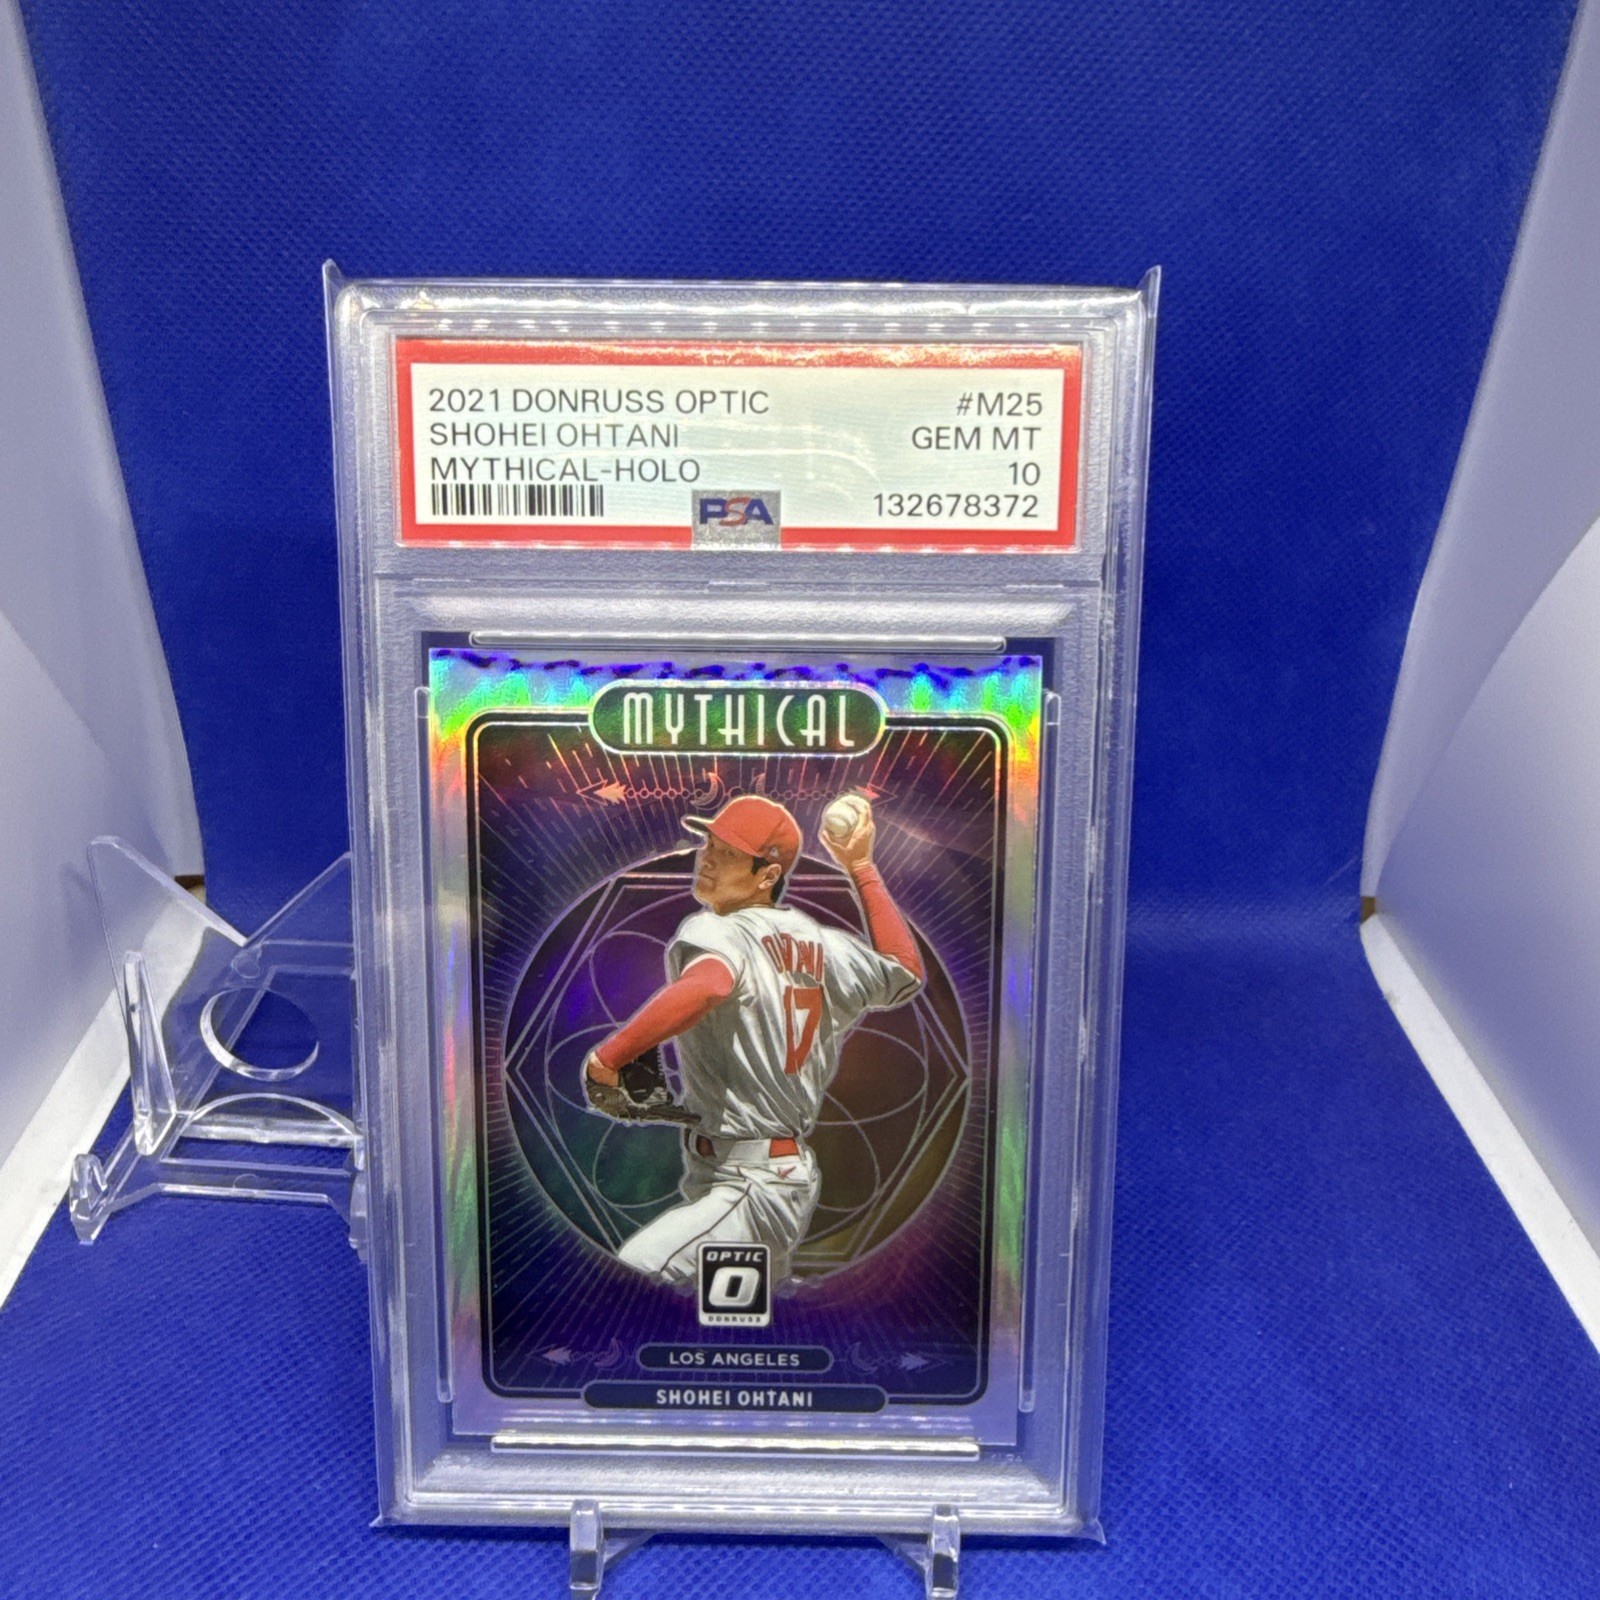 2021 DONRUSS OPTIC #M25
SHOHEI OHTANI GEM MT
MYTHICAL-HOLO 10
PSA 132678372
MYTHICAL
OHTANI
17
OPTIC
O
DONRUSS
LOS ANGELES
SHOHEI OHTANI